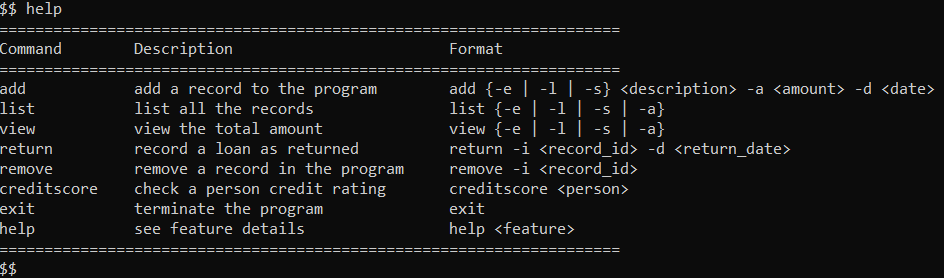 $$ help
=====================================================================
Command        Description                        Format
=====================================================================
add            add a record to the program        add {-e | -l | -s} <description> -a <amount> -d <date>
list           list all the records               list {-e | -l | -s | -a}
view           view the total amount              view {-e | -l | -s | -a}
return         record a loan as returned          return -i <record_id> -d <return_date>
remove         remove a record in the program     remove -i <record_id>
creditscore    check a person credit rating       creditscore <person>
exit           terminate the program              exit
help           see feature details                help <feature>
=====================================================================
$$